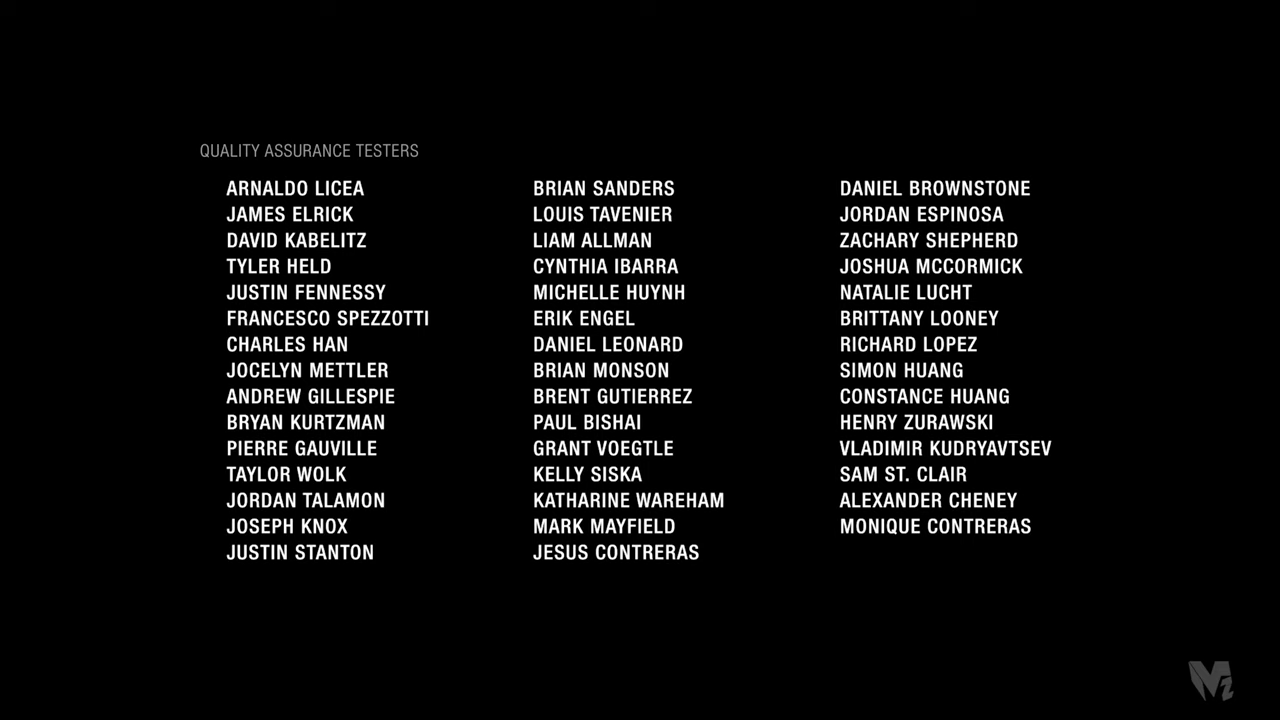 QUALITY ASSURANCE TESTERS
ARNALDO LICEA
JAMES ELRICK
DAVID KABELITZ
TYLER HELD
JUSTIN FENNESSY
FRANCESCO SPEZZOTTI
CHARLES HAN
JOCELYN METTLER
ANDREW GILLESPIE
BRYAN KURTZMAN
PIERRE GAUVILLE
TAYLOR WOLK
JORDAN TALAMON
JOSEPH KNOX
JUSTIN STANTON
BRIAN SANDERS
LOUIS TAVENIER
LIAM ALLMAN
CYNTHIA IBARRA
MICHELLE HUYNH
ERIK ENGEL
DANIEL LEONARD
BRIAN MONSON
BRENT GUTIERREZ
PAUL BISHAI
GRANT VOEGTLE
KELLY SISKA
KATHARINE WAREHAM
MARK MAYFIELD
JESUS CONTRERAS
DANIEL BROWNSTONE
JORDAN ESPINOSA
ZACHARY SHEPHERD
JOSHUA MCCORMICK
NATALIE LUCHT
BRITTANY LOONEY
RICHARD LOPEZ
SIMON HUANG
CONSTANCE HUANG
HENRY ZURAWSKI
VLADIMIR KUDRYAVTSEV
SAM ST. CLAIR
ALEXANDER CHENEY
MONIQUE CONTRERAS